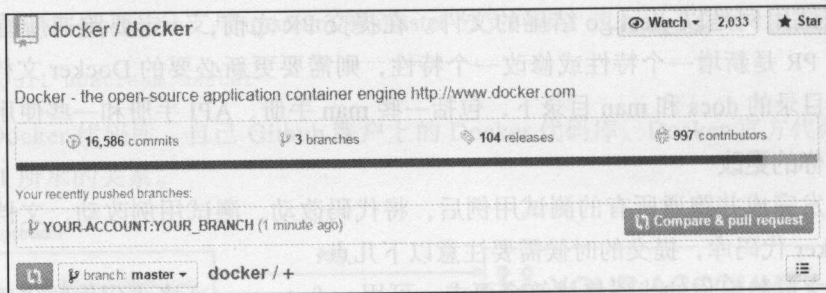 docker / docker
Watch 2,033 Star
Docker - the open-source application container engine http://www.docker.com
16,586 commits 3 branches 104 releases 997 contributors
Your recently pushed branches:
YOUR-ACCOUNT:YOUR_BRANCH (1 minute ago) Compare & pull request
branch: master docker / +